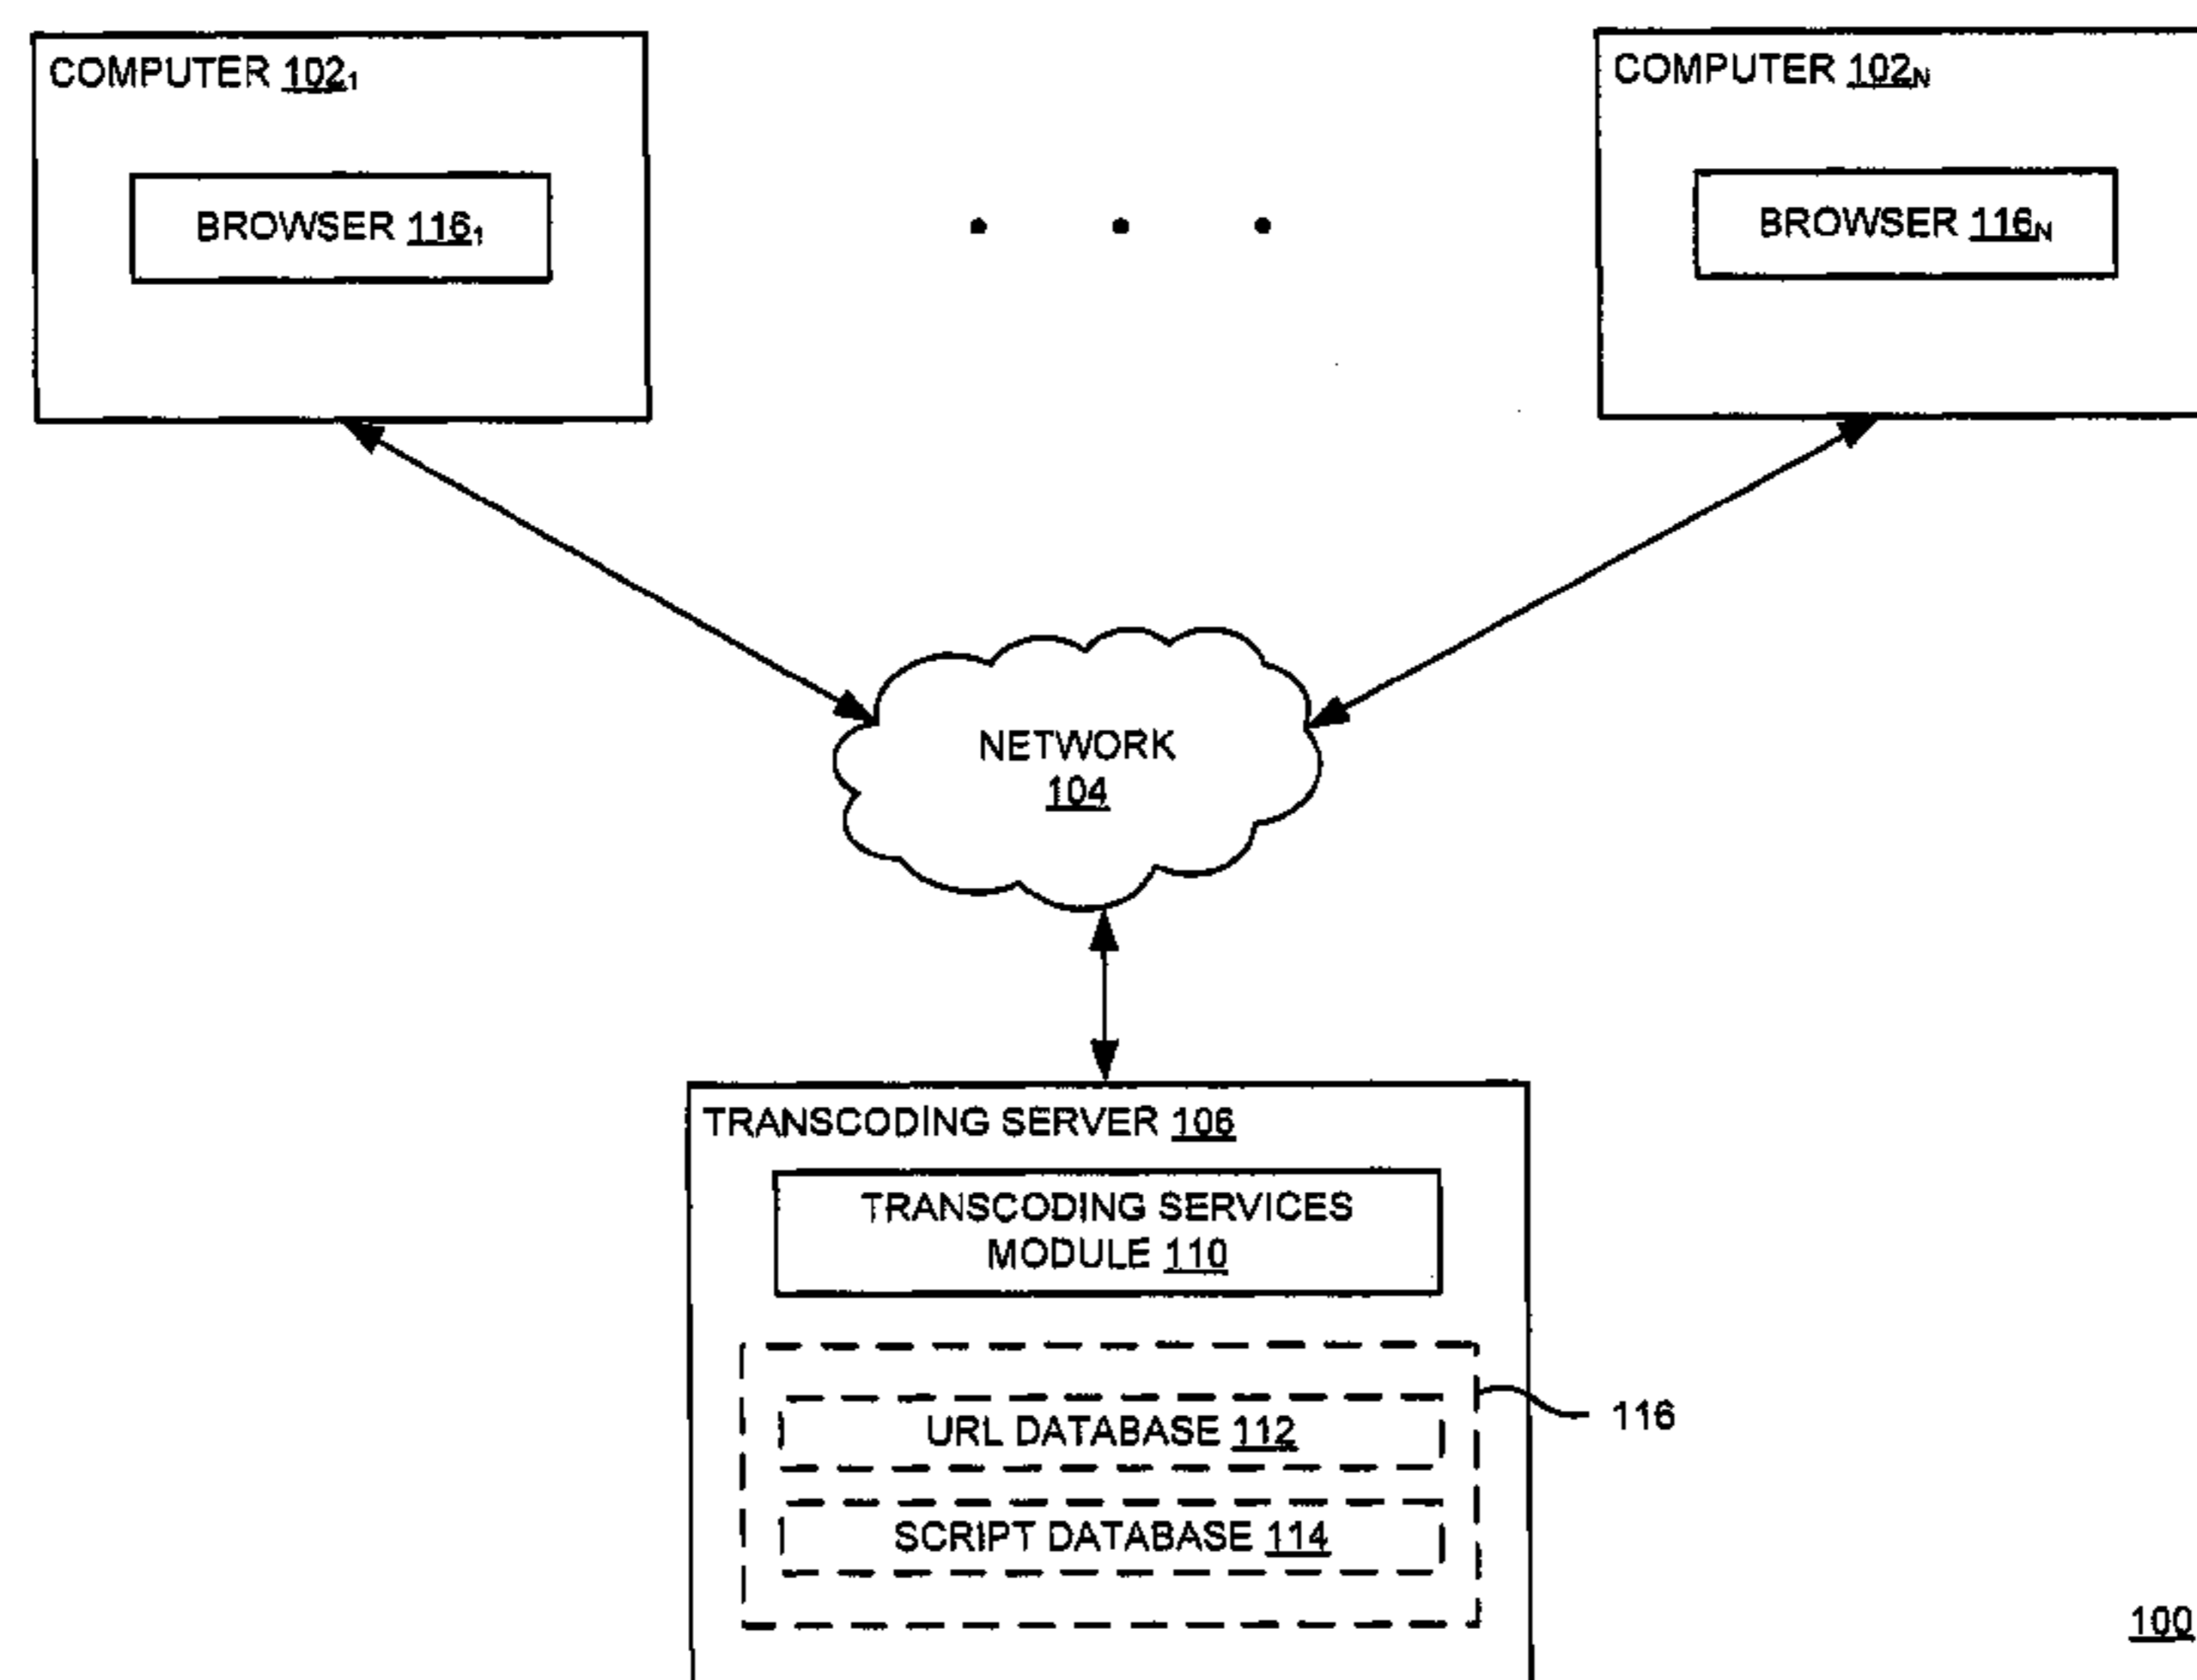 COMPUTER 102₁
COMPUTER 102N
BROWSER 116₁
BROWSER 116N
NETWORK
104
TRANSCODING SERVER 106
TRANSCODING SERVICES
MODULE 110
URL DATABASE 112
116
SCRIPT DATABASE 114
100